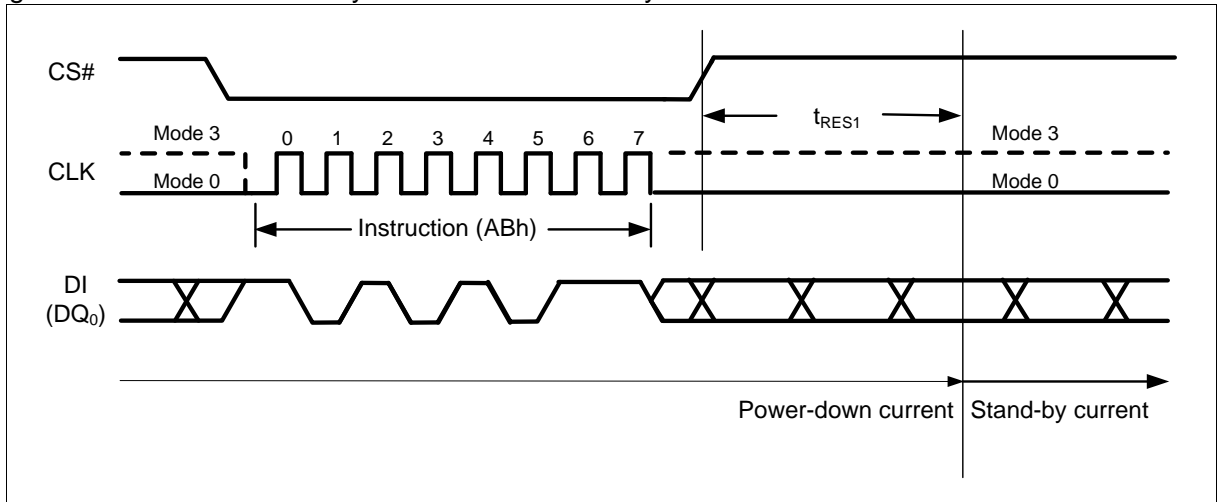 CS#
t_RES1
Mode 3
0 1 2 3 4 5 6 7
Mode 3
CLK
Mode 0
Mode 0
Instruction (ABh)
DI
(DQ₀)
Power-down current
Stand-by current